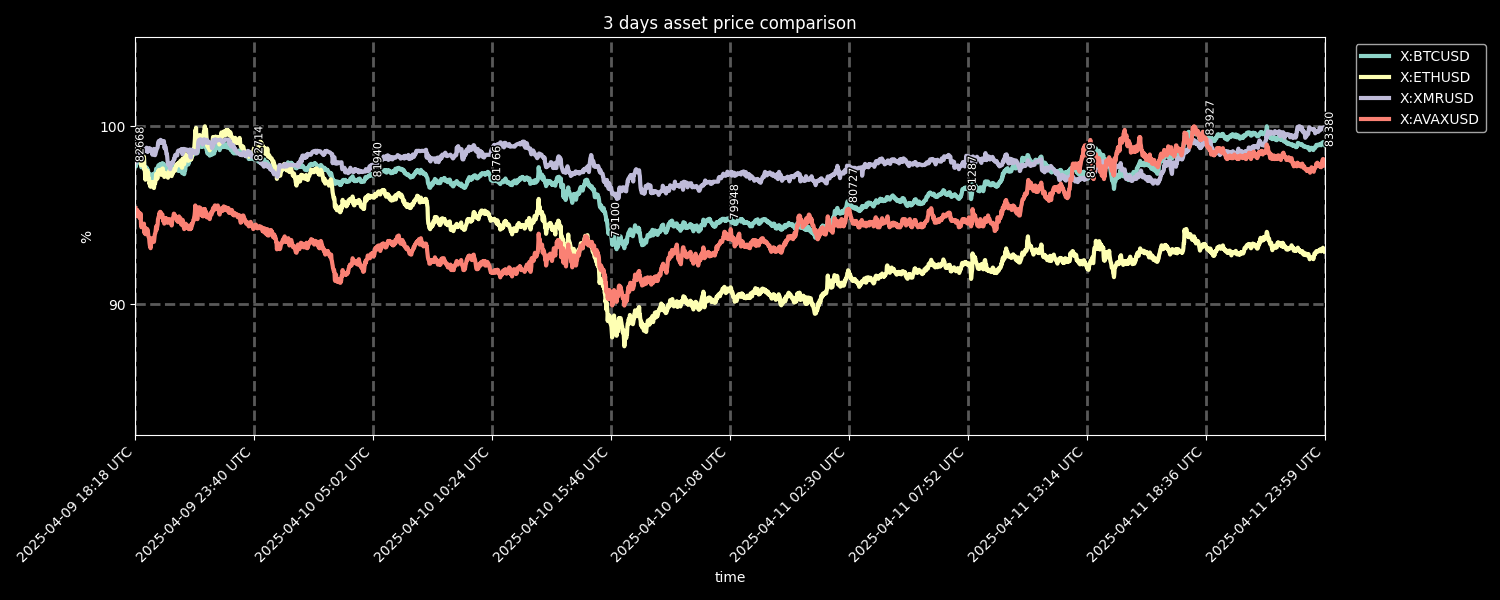 3 days asset price comparison
X:BTCUSD
X:ETHUSD
X:XMRUSD
X:AVAXUSD
100
90
%
82668
82714
81940
81766
79100
79948
80727
81287
81909
83927
83380
2025-04-09 18:18 UTC
2025-04-09 23:40 UTC
2025-04-10 05:02 UTC
2025-04-10 10:24 UTC
2025-04-10 15:46 UTC
2025-04-10 21:08 UTC
2025-04-11 02:30 UTC
2025-04-11 07:52 UTC
2025-04-11 13:14 UTC
2025-04-11 18:36 UTC
2025-04-11 23:59 UTC
time